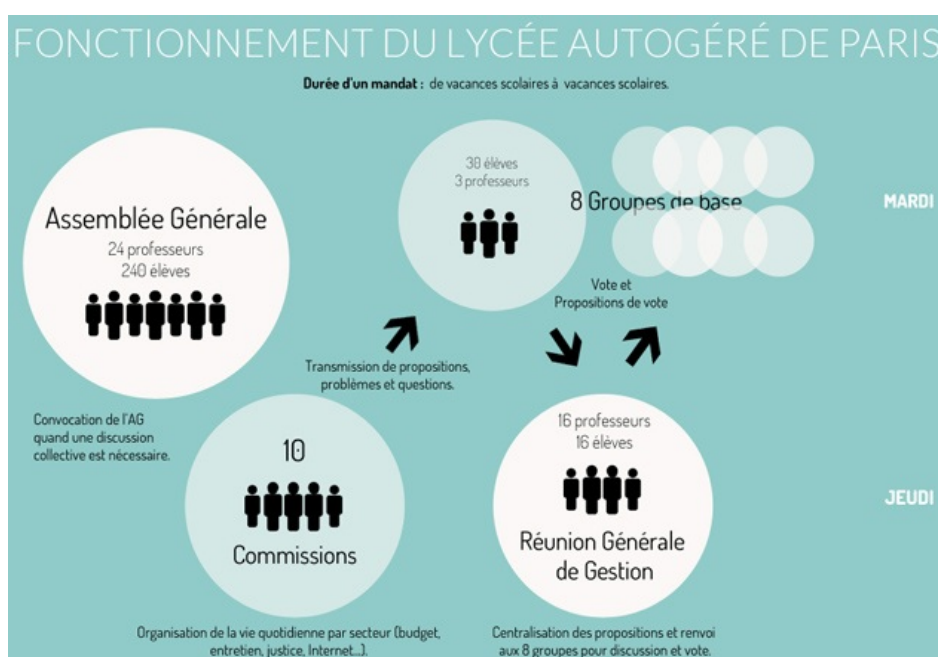 FONCTIONNEMENT DU LYCÉE AUTOGÉRÉ DE PARIS
Durée d'un mandat : de vacances scolaires à vacances scolaires.
Assemblée Générale
24 professeurs
240 élèves
Convocation de l'AG
quand une discussion
collective est nécessaire.
30 élèves
3 professeurs
8 Groupes de base
MARDI
Vote et
Propositions de vote
Transmission de propositions,
problèmes et questions.
10
Commissions
Organisation de la vie quotidienne par secteur (budget,
entretien, justice, Internet...).
16 professeurs
16 élèves
Réunion Générale
de Gestion
JEUDI
Centralisation des propositions et renvoi
aux 8 groupes pour discussion et vote.